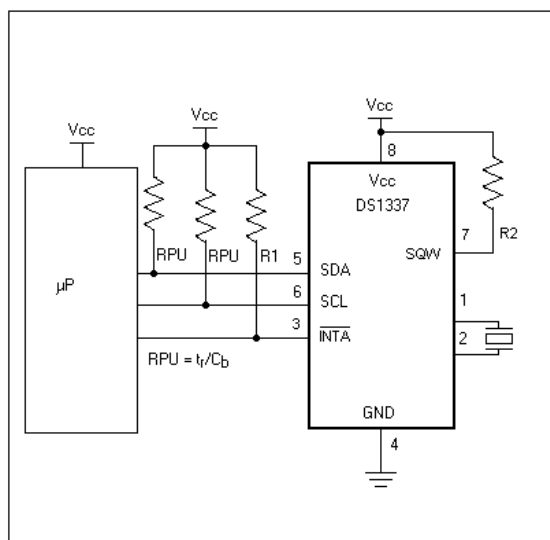 Vcc
Vcc
Vcc
8
Vcc
DS1337
7
R2
SQW
RPU
RPU
R1
5
SDA
µP
6
SCL
1
3
INTA
2
RPU = tr/Cb
GND
4